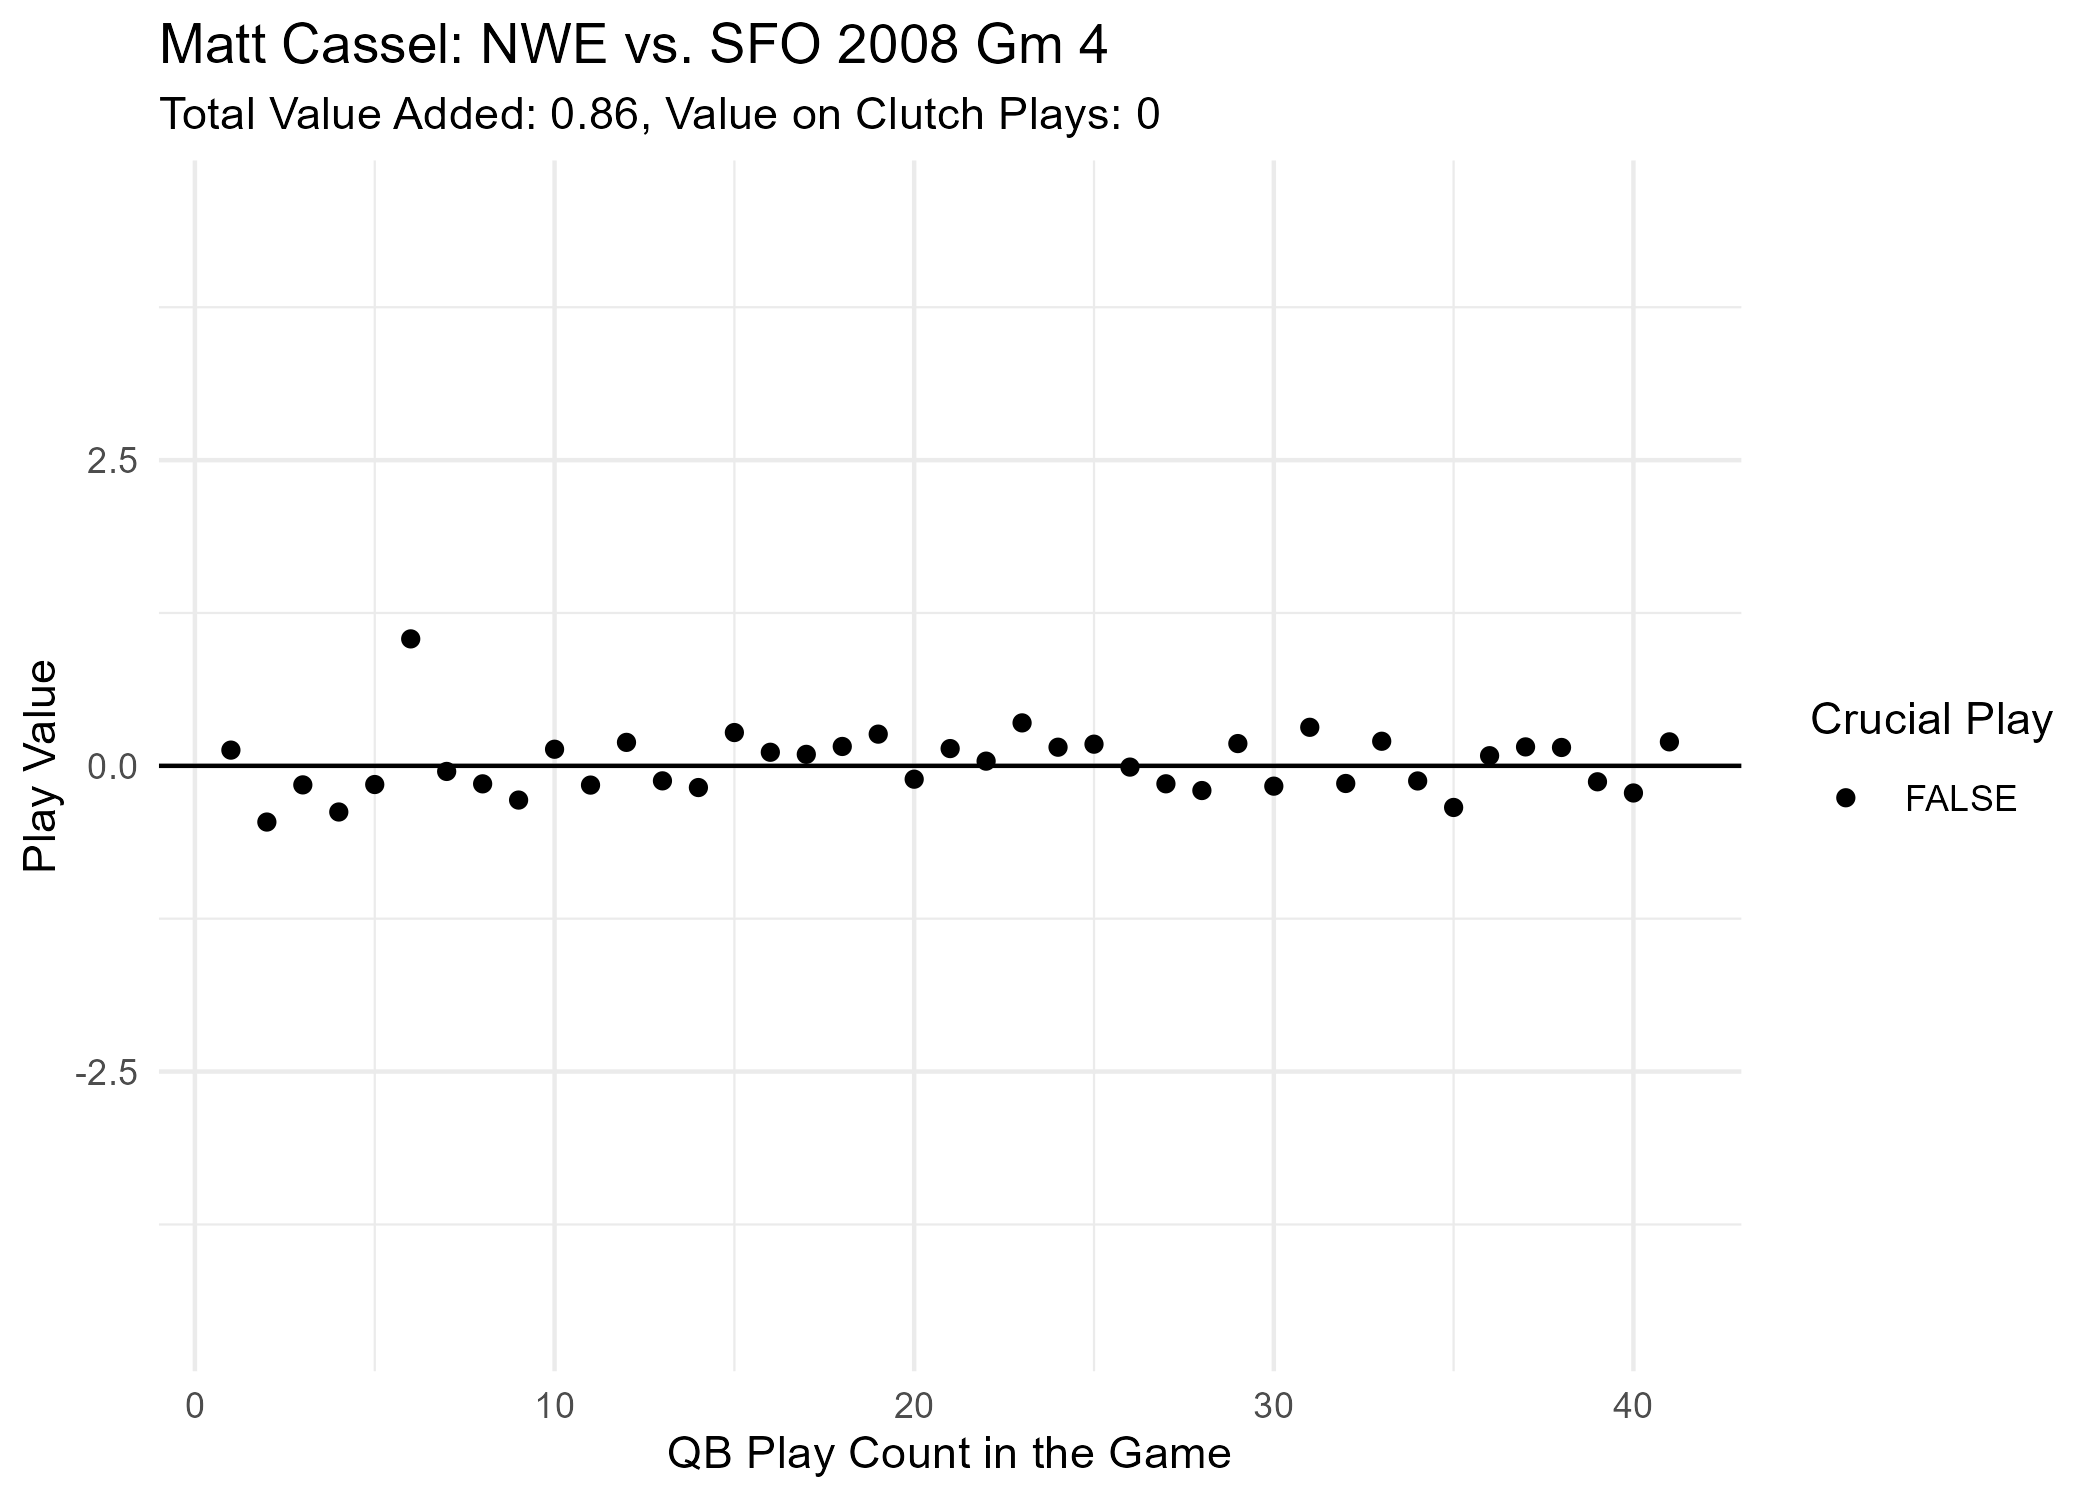 Matt Cassel: NWE vs. SFO 2008 Gm 4
Total Value Added: 0.86, Value on Clutch Plays: 0
Play Value
2.5
0.0
-2.5
0 10 20 30 40
QB Play Count in the Game
Crucial Play
FALSE